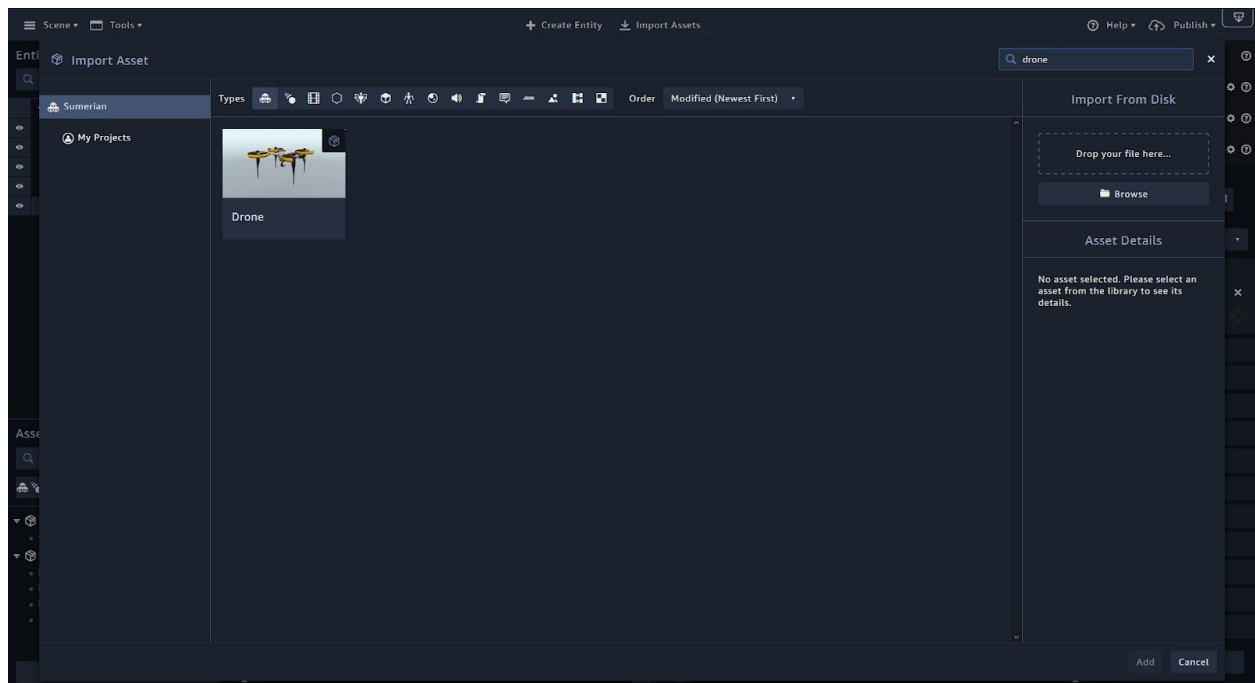 Scene Tools Create Entity Import Assets Help Publish
Enti
Import Asset
drone
Sumerian
My Projects
Types
Order Modified (Newest First)
Drone
Import From Disk
Drop your file here...
Browse
Asset Details
No asset selected. Please select an
asset from the library to see its
details.
Asse
Add Cancel